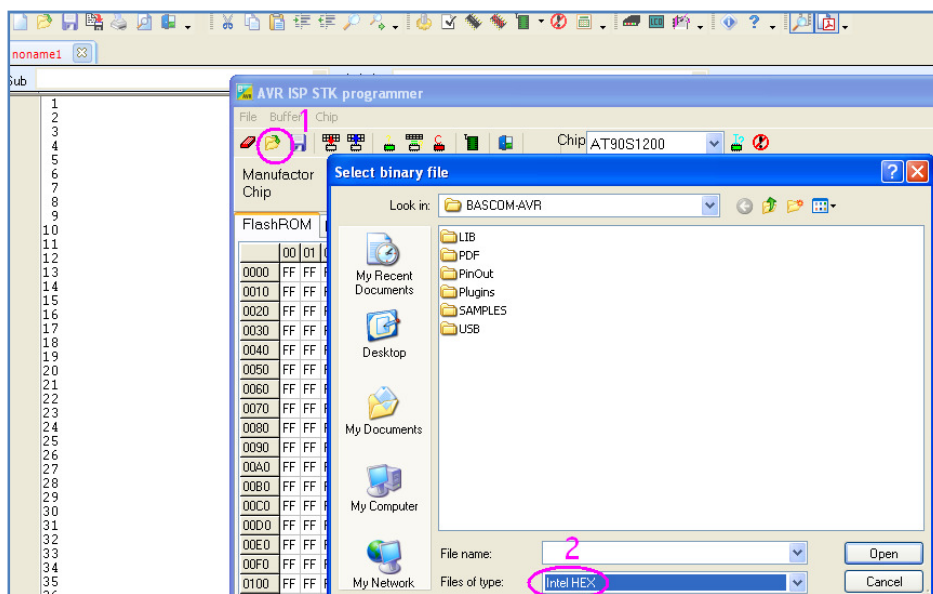 noname1
Sub
1
2
3
4
5
6
7
8
9
10
11
12
13
14
15
16
17
18
19
20
21
22
23
24
25
26
27
28
29
30
31
32
33
34
35
AVR ISP STK programmer
File Buffer Chip
1
Chip AT90S1200
Manufactor
Chip
FlashROM
00 01
0000 FF FF
0010 FF FF
0020 FF FF
0030 FF FF
0040 FF FF
0050 FF FF
0060 FF FF
0070 FF FF
0080 FF FF
0090 FF FF
00A0 FF FF
00B0 FF FF
00C0 FF FF
00D0 FF FF
00E0 FF FF
00F0 FF FF
0100 FF FF
Select binary file
Look in: BASCOM-AVR
My Recent
Documents
Desktop
My Documents
My Computer
My Network
LIB
PDF
PinOut
Plugins
SAMPLES
USB
2
File name:
Open
Files of type: Intel HEX
Cancel